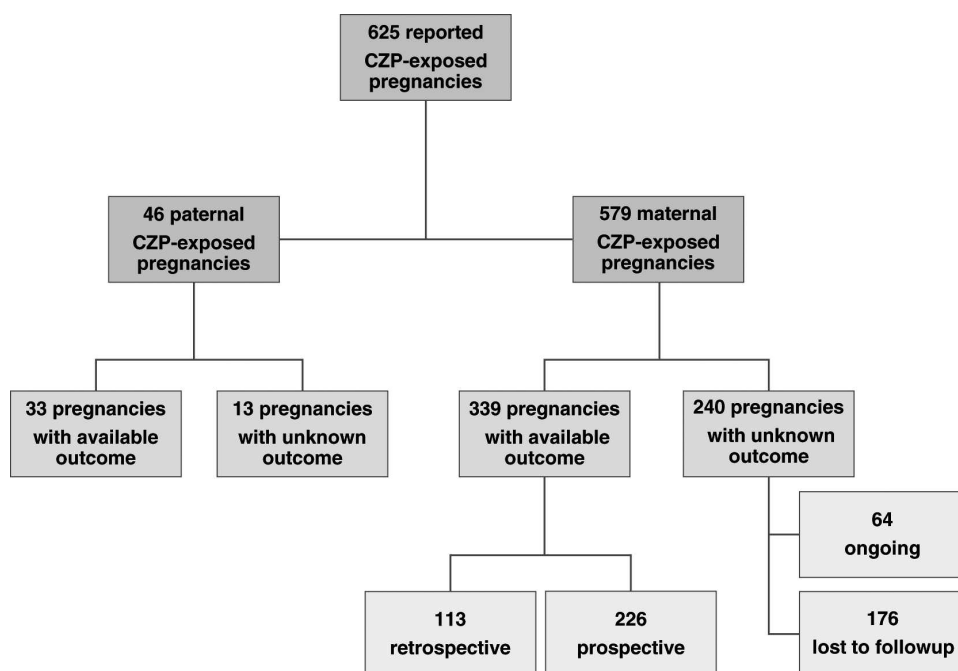 625 reported
CZP-exposed
pregnancies
46 paternal
CZP-exposed
pregnancies
579 maternal
CZP-exposed
pregnancies
33 pregnancies
with available
outcome
13 pregnancies
with unknown
outcome
339 pregnancies
with available
outcome
240 pregnancies
with unknown
outcome
64
ongoing
113
retrospective
226
prospective
176
lost to followup